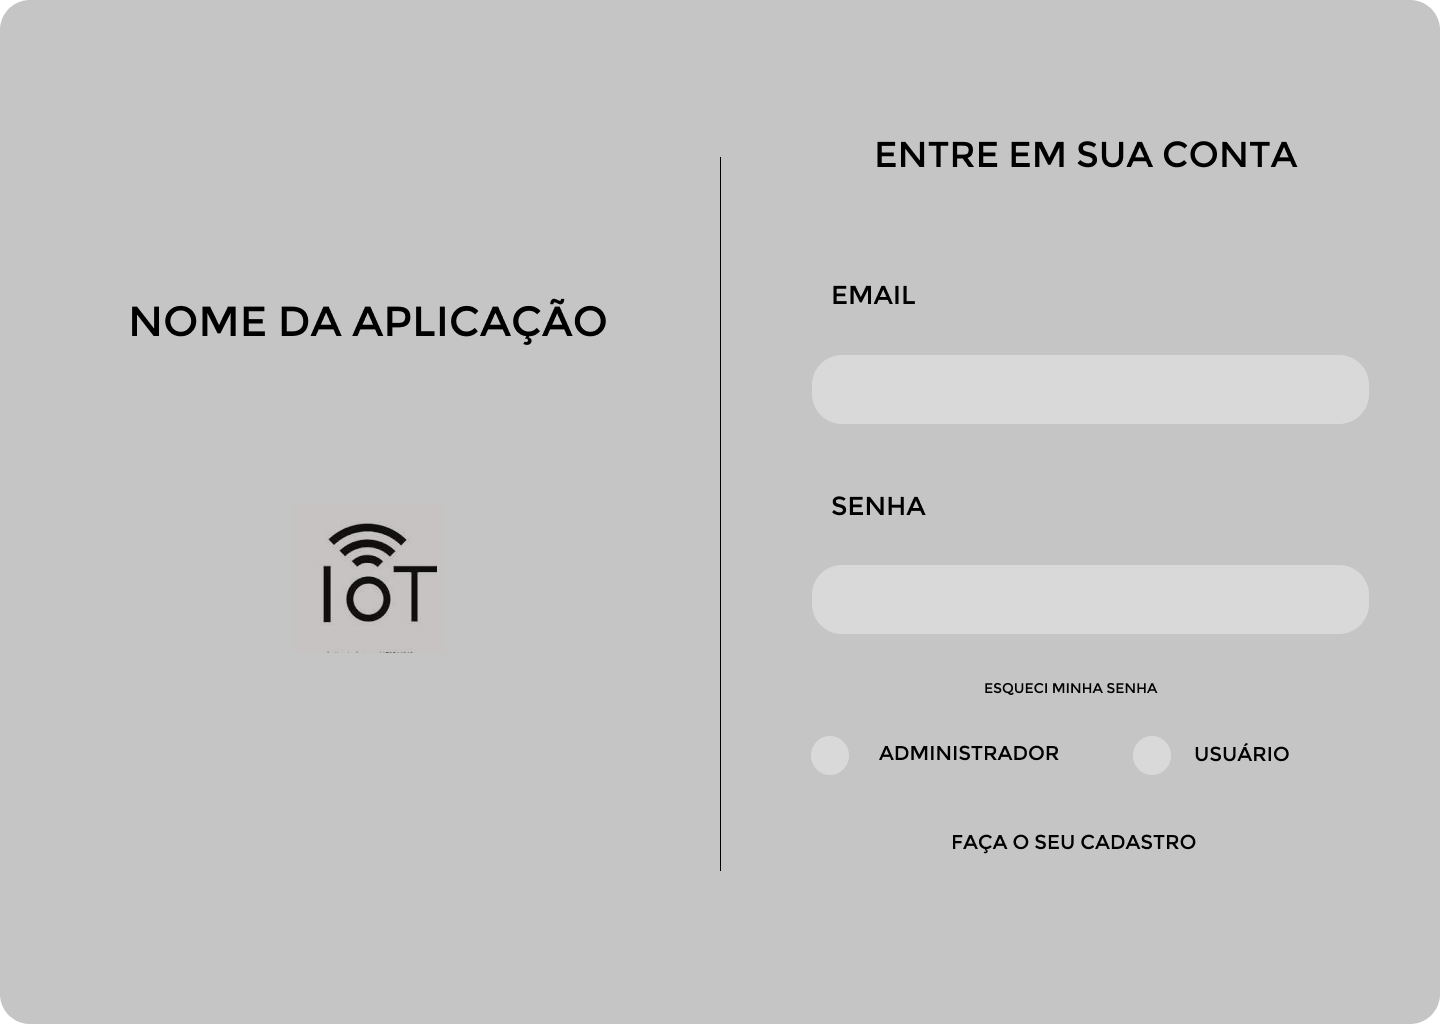 NOME DA APLICAÇÃO
IoT
ENTRE EM SUA CONTA
EMAIL
SENHA
ESQUECI MINHA SENHA
ADMINISTRADOR
USUÁRIO
FAÇA O SEU CADASTRO